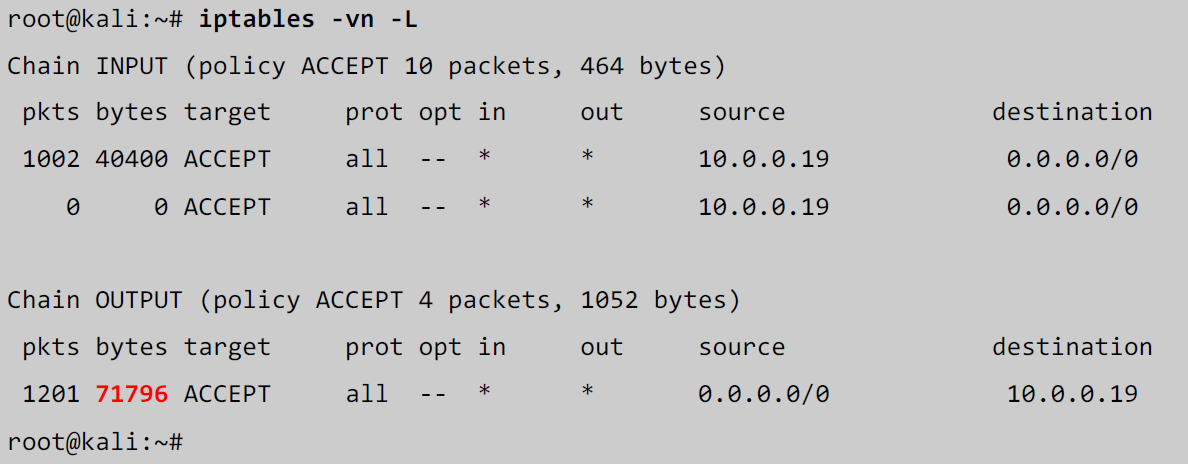 root@kali:~# iptables -vn -L
Chain INPUT (policy ACCEPT 10 packets, 464 bytes)
pkts bytes target prot opt in out source destination
1002 40400 ACCEPT all -- * * 10.0.0.19 0.0.0.0/0
0 0 ACCEPT all -- * * 10.0.0.19 0.0.0.0/0
Chain OUTPUT (policy ACCEPT 4 packets, 1052 bytes)
pkts bytes target prot opt in out source destination
1201 71796 ACCEPT all -- * * 0.0.0.0/0 10.0.0.19
root@kali:~#